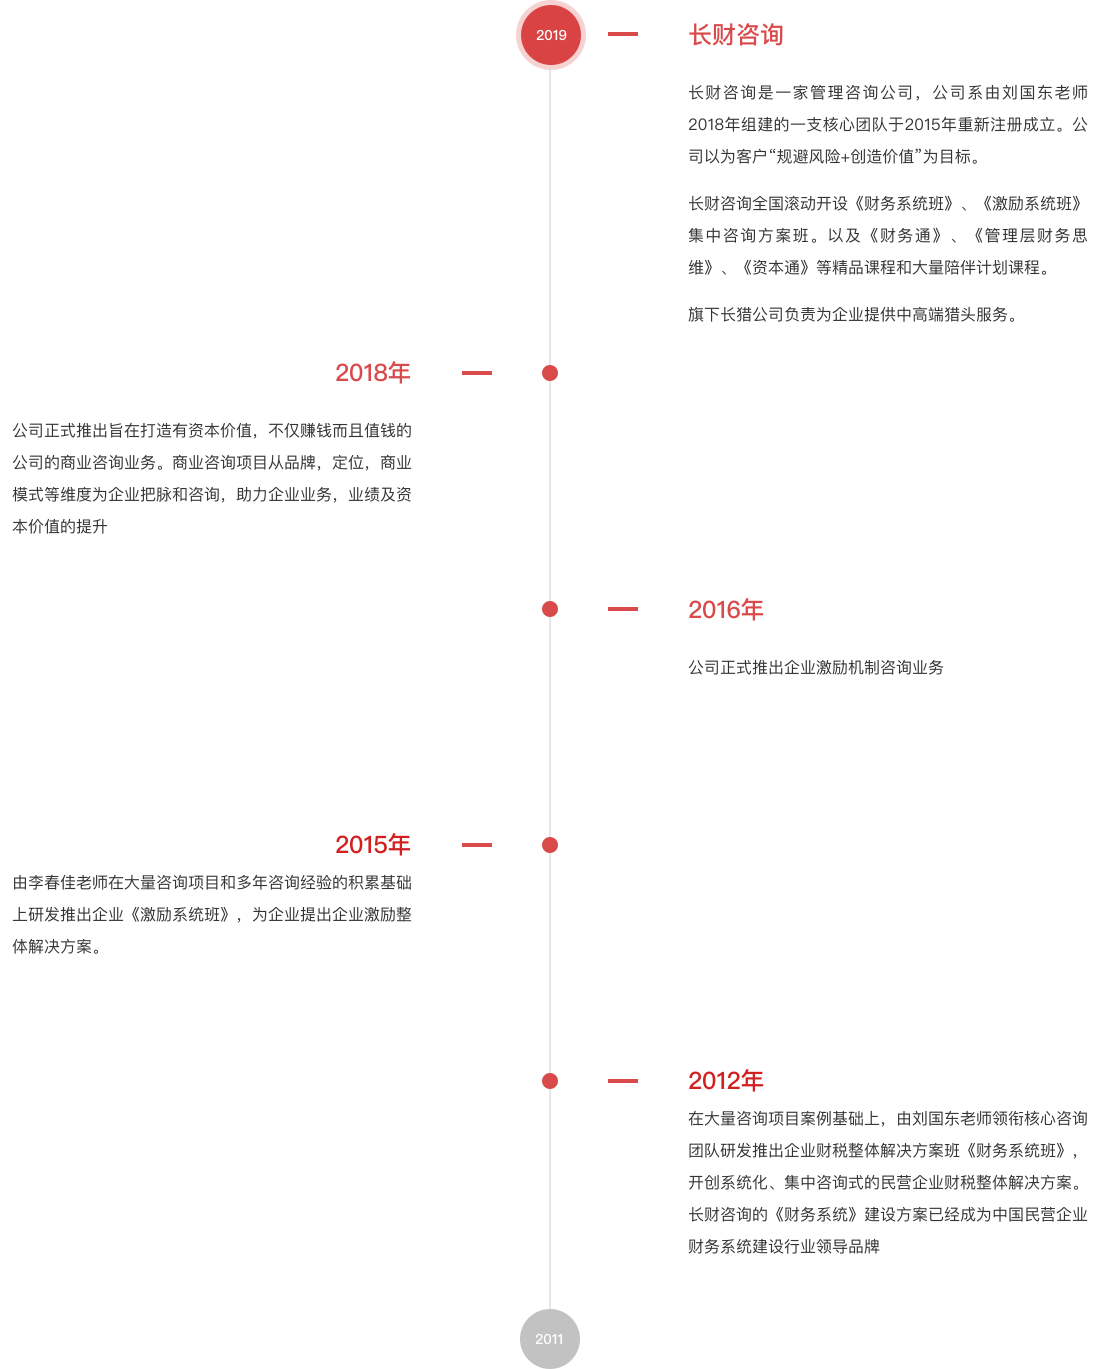 2019
长财咨询
长财咨询是一家管理咨询公司，公司系由刘国东老师
2018年组建的一支核心团队于2015年重新注册成立。公
司以为客户“规避风险+创造价值”为目标。
长财咨询全国滚动开设《财务系统班》、《激励系统班》
集中咨询方案班。以及《财务通》、《管理层财务思
维》、《资本通》等精品课程和大量陪伴计划课程。
旗下长猎公司负责为企业提供中高端猎头服务。
2018年
公司正式推出旨在打造有资本价值，不仅赚钱而且值钱的
公司的商业咨询业务。商业咨询项目从品牌，定位，商业
模式等维度为企业把脉和咨询，助力企业业务，业绩及资
本价值的提升
2016年
公司正式推出企业激励机制咨询业务
2015年
由李春佳老师在大量咨询项目和多年咨询经验的积累基础
上研发推出企业《激励系统班》，为企业提出企业激励整
体解决方案。
2012年
在大量咨询项目案例基础上，由刘国东老师领衔核心咨询
团队研发推出企业财税整体解决方案班《财务系统班》，
开创系统化、集中咨询式的民营企业财税整体解决方案。
长财咨询的《财务系统》建设方案已经成为中国民营企业
财务系统建设行业领导品牌
2011